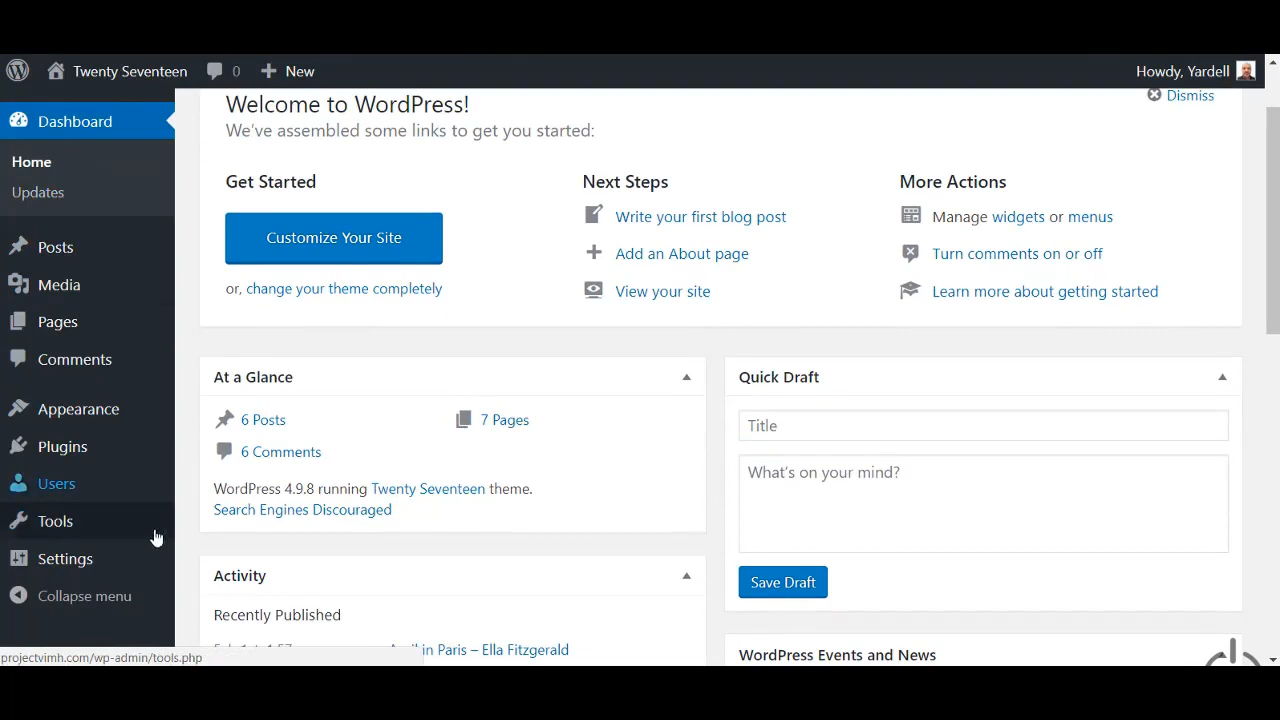 Twenty Seventeen
0
New
Howdy, Yardell
Dashboard
Home
Updates
Posts
Media
Pages
Comments
Appearance
Plugins
Users
Tools
Settings
Collapse menu
projectvimh.com/wp-admin/tools.php
Welcome to WordPress!
Dismiss
We've assembled some links to get you started:
Get Started
Customize Your Site
or, change your theme completely
Next Steps
Write your first blog post
Add an About page
View your site
More Actions
Manage widgets or menus
Turn comments on or off
Learn more about getting started
At a Glance
6 Posts
7 Pages
6 Comments
WordPress 4.9.8 running Twenty Seventeen theme.
Search Engines Discouraged
Activity
Recently Published
in Paris – Ella Fitzgerald
Quick Draft
Title
What's on your mind?
Save Draft
WordPress Events and News